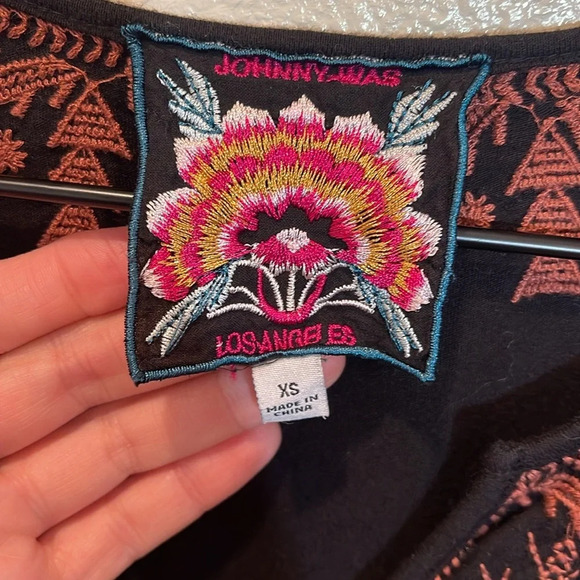 JOHNNY WAS
LOS ANGELES
XS
MADE IN
CHINA